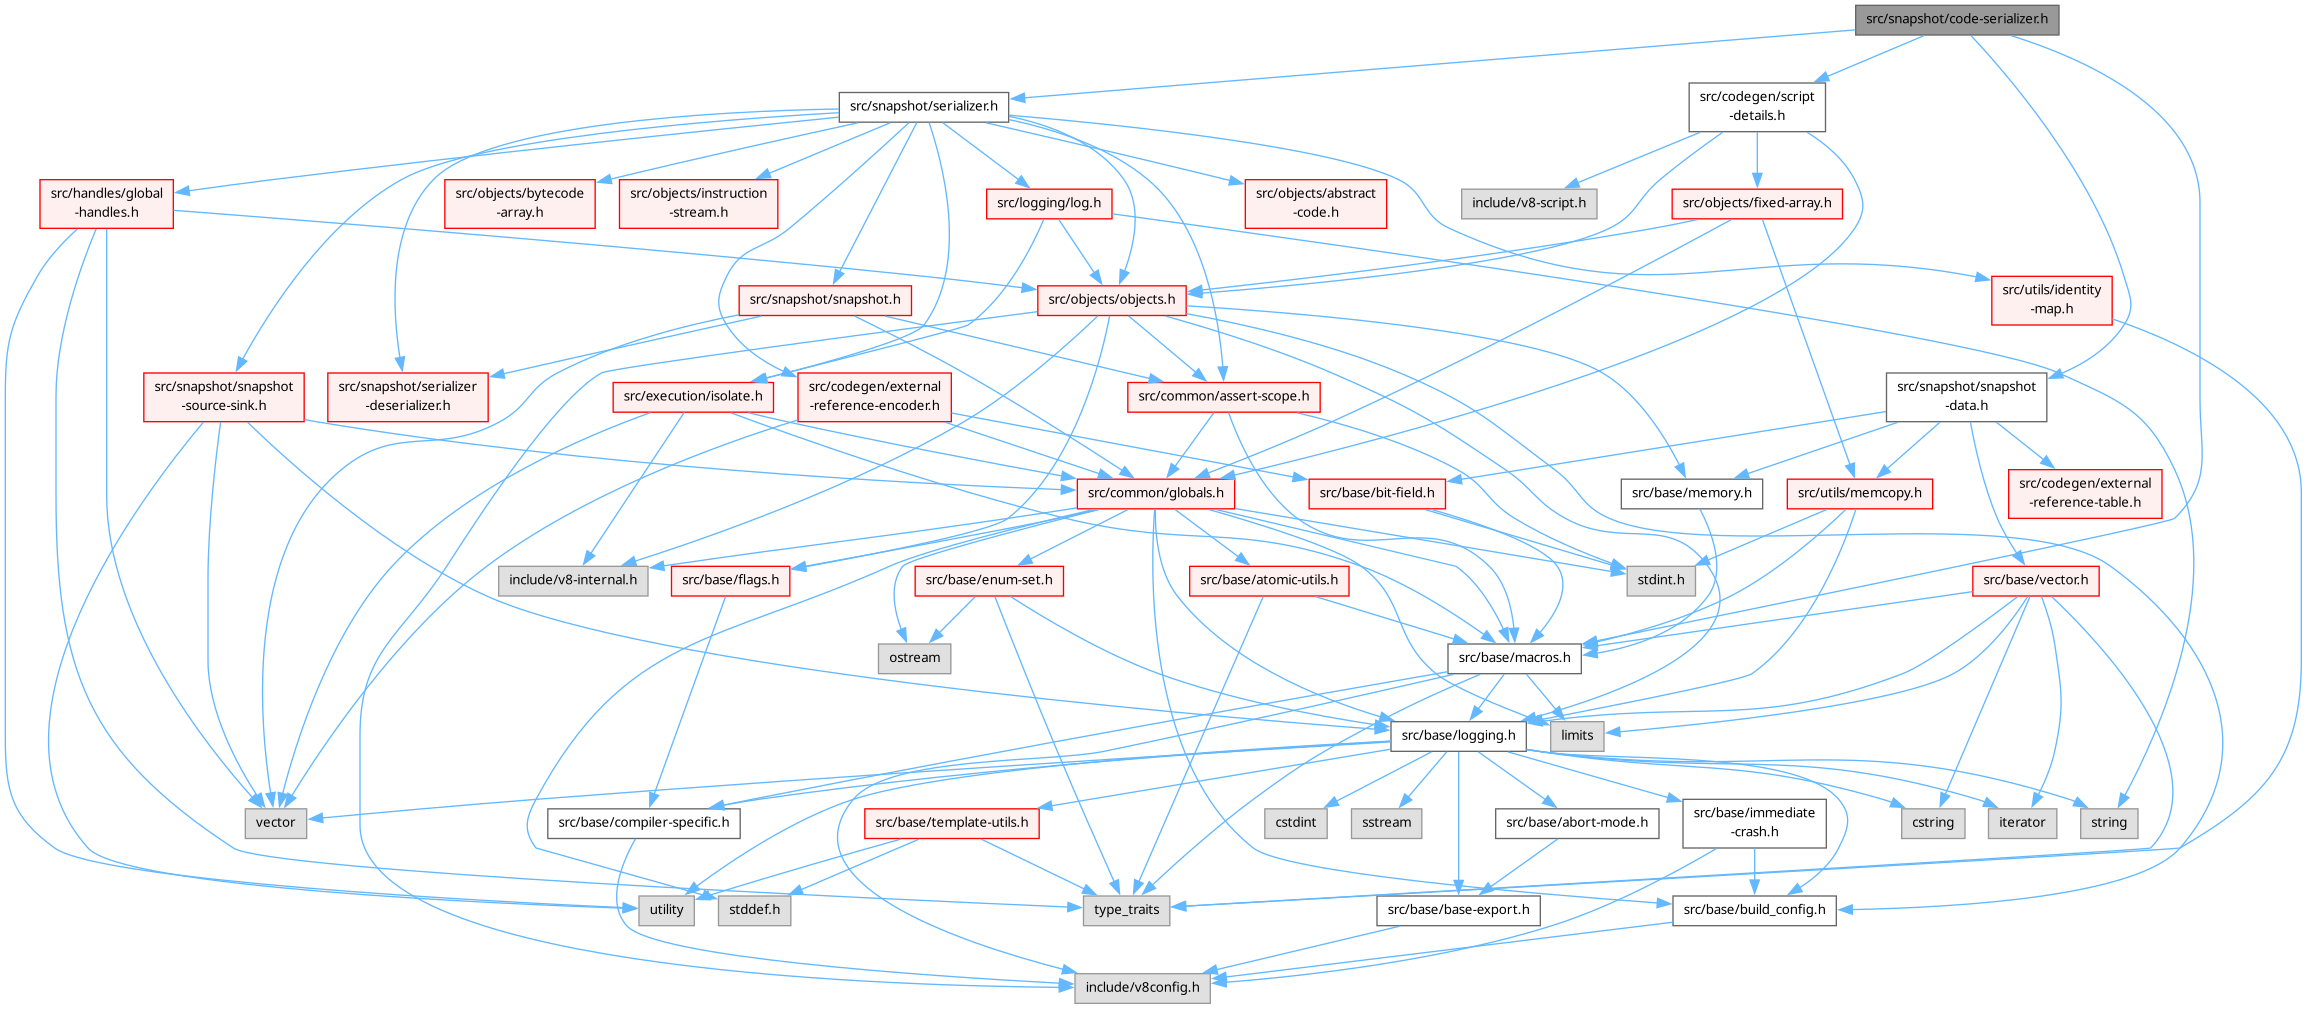 src/snapshot/code-serializer.h
src/snapshot/serializer.h
src/codegen/script
-details.h
src/handles/global
-handles.h
src/objects/bytecode
-array.h
src/objects/instruction
-stream.h
src/logging/log.h
src/objects/abstract
-code.h
include/v8-script.h
src/objects/fixed-array.h
src/snapshot/snapshot.h
src/objects/objects.h
src/utils/identity
-map.h
src/snapshot/snapshot
-source-sink.h
src/snapshot/serializer
-deserializer.h
src/execution/isolate.h
src/codegen/external
-reference-encoder.h
src/common/assert-scope.h
src/snapshot/snapshot
-data.h
src/common/globals.h
src/base/bit-field.h
src/base/memory.h
src/utils/memcopy.h
src/codegen/external
-reference-table.h
include/v8-internal.h
src/base/flags.h
src/base/enum-set.h
src/base/atomic-utils.h
stdint.h
src/base/vector.h
ostream
src/base/macros.h
src/base/logging.h
limits
vector
src/base/compiler-specific.h
src/base/template-utils.h
cstdint
sstream
src/base/abort-mode.h
src/base/immediate
-crash.h
cstring
iterator
string
utility
stddef.h
type_traits
src/base/base-export.h
src/base/build_config.h
include/v8config.h